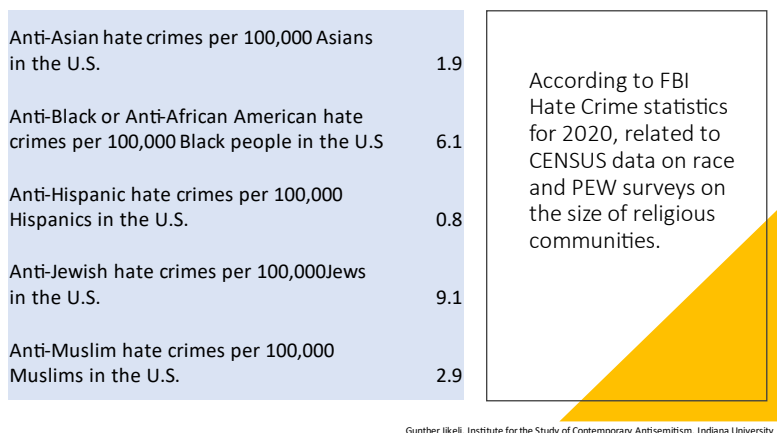 Anti-Asian hate crimes per 100,000 Asians
in the U.S. 1.9
Anti-Black or Anti-African American hate
crimes per 100,000 Black people in the U.S 6.1
Anti-Hispanic hate crimes per 100,000
Hispanics in the U.S. 0.8
Anti-Jewish hate crimes per 100,000Jews
in the U.S. 9.1
Anti-Muslim hate crimes per 100,000
Muslims in the U.S. 2.9
According to FBI
Hate Crime statistics
for 2020, related to
CENSUS data on race
and PEW surveys on
the size of religious
communities.
Gunther Jikeli, Institute for the Study of Contemporary Antisemitism, Indiana University